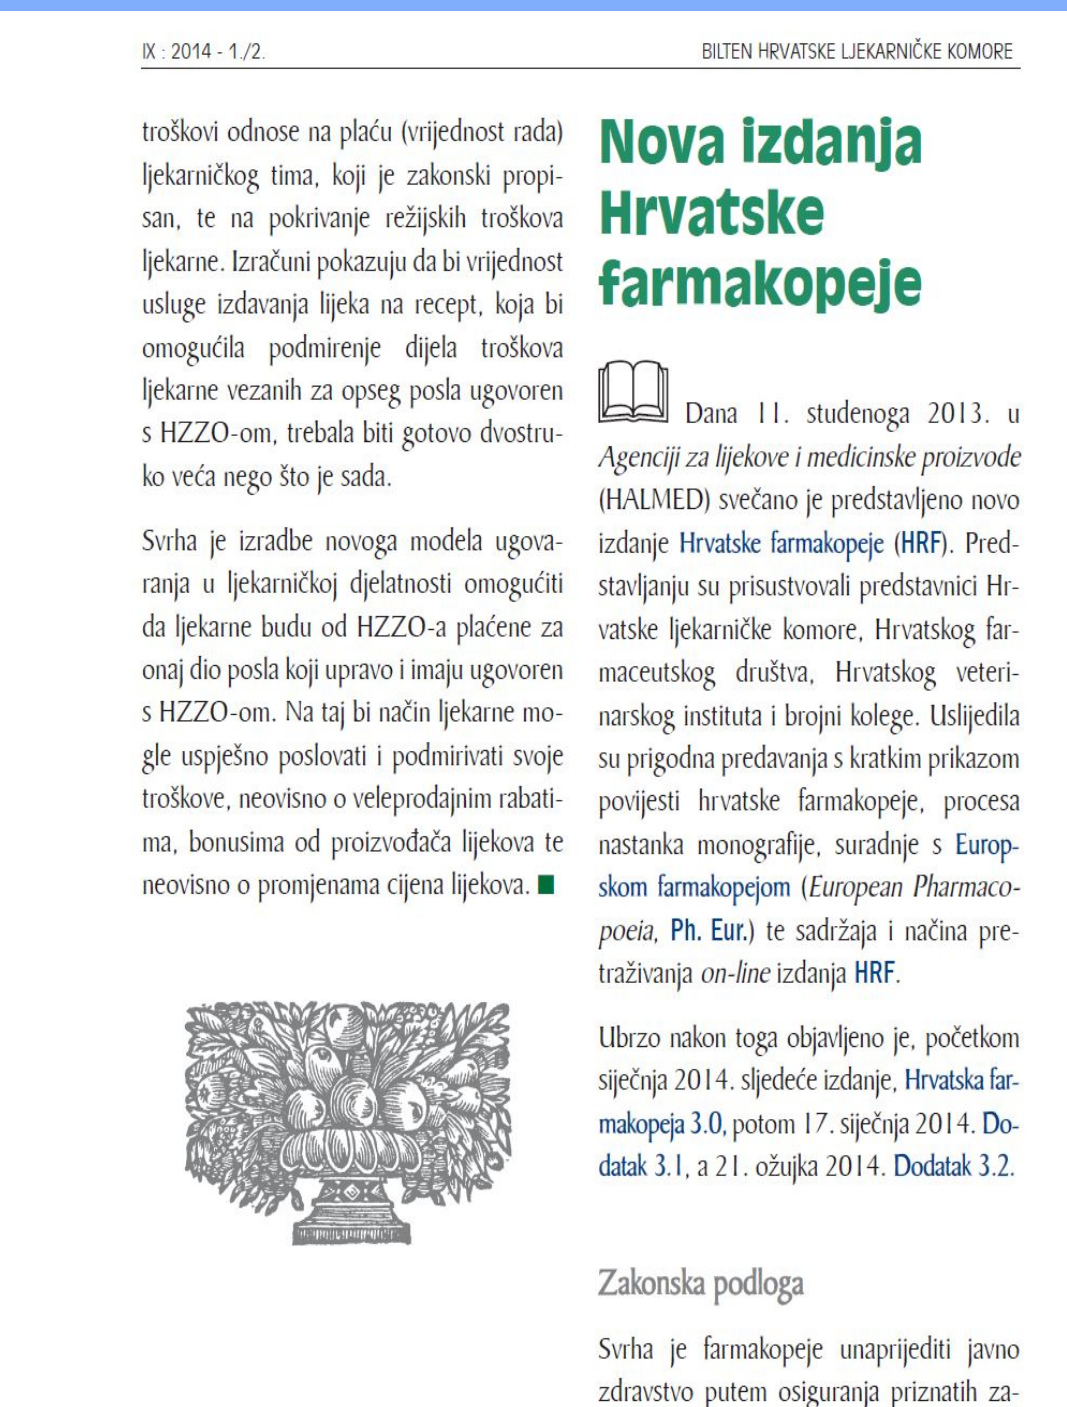 IX : 2014 - 1./2.
BILTEN HRVATSKE LJEKARNIČKE KOMORE
troškovi odnose na plaću (vrijednost rada)
ljekarničkog tima, koji je zakonski propi-
san, te na pokrivanje režijskih troškova
ljekarne. Izračuni pokazuju da bi vrijednost
usluge izdavanja lijeka na recept, koja bi
omogućila podmirenje dijela troškova
ljekarne vezanih za opseg posla ugovoren
s HZZO-om, trebala biti gotovo dvostru-
ko veća nego što je sada.
Svrha je izradbe novoga modela ugova-
ranja u ljekarničkoj djelatnosti omogućiti
da ljekarne budu od HZZO-a plaćene za
onaj dio posla koji upravo i imaju ugovoren
s HZZO-om. Na taj bi način ljekarne mo-
gle uspješno poslovati i podmirivati svoje
troškove, neovisno o veleprodajnim rabati-
ma, bonusima od proizvođača lijekova te
neovisno o promjenama cijena lijekova.
Nova izdanja
Hrvatske
farmakopeje
Dana 11. studenoga 2013. u
Agenciji za lijekove i medicinske proizvode
(HALMED) svečano je predstavljeno novo
izdanje Hrvatske farmakopeje (HRF). Pred-
stavljanju su prisustvovali predstavnici Hr-
vatske ljekarničke komore, Hrvatskog far-
maceutskog društva, Hrvatskog veteri-
narskog instituta i brojni kolege. Uslijedila
su prigodna predavanja s kratkim prikazom
povijesti hrvatske farmakopeje, procesa
nastanka monografije, suradnje s Europ-
skom farmakopejom (European Pharmaco-
poeia, Ph. Eur.) te sadržaja i načina pre-
traživanja on-line izdanja HRF.
Ubrzo nakon toga objavljeno je, početkom
siječnja 2014. sljedeće izdanje, Hrvatska far-
makopeja 3.0, potom 17. siječnja 2014. Do-
datak 3.1, a 21. ožujka 2014. Dodatak 3.2.
Zakonska podloga
Svrha je farmakopeje unaprijediti javno
zdravstvo putem osiguranja priznatih za-